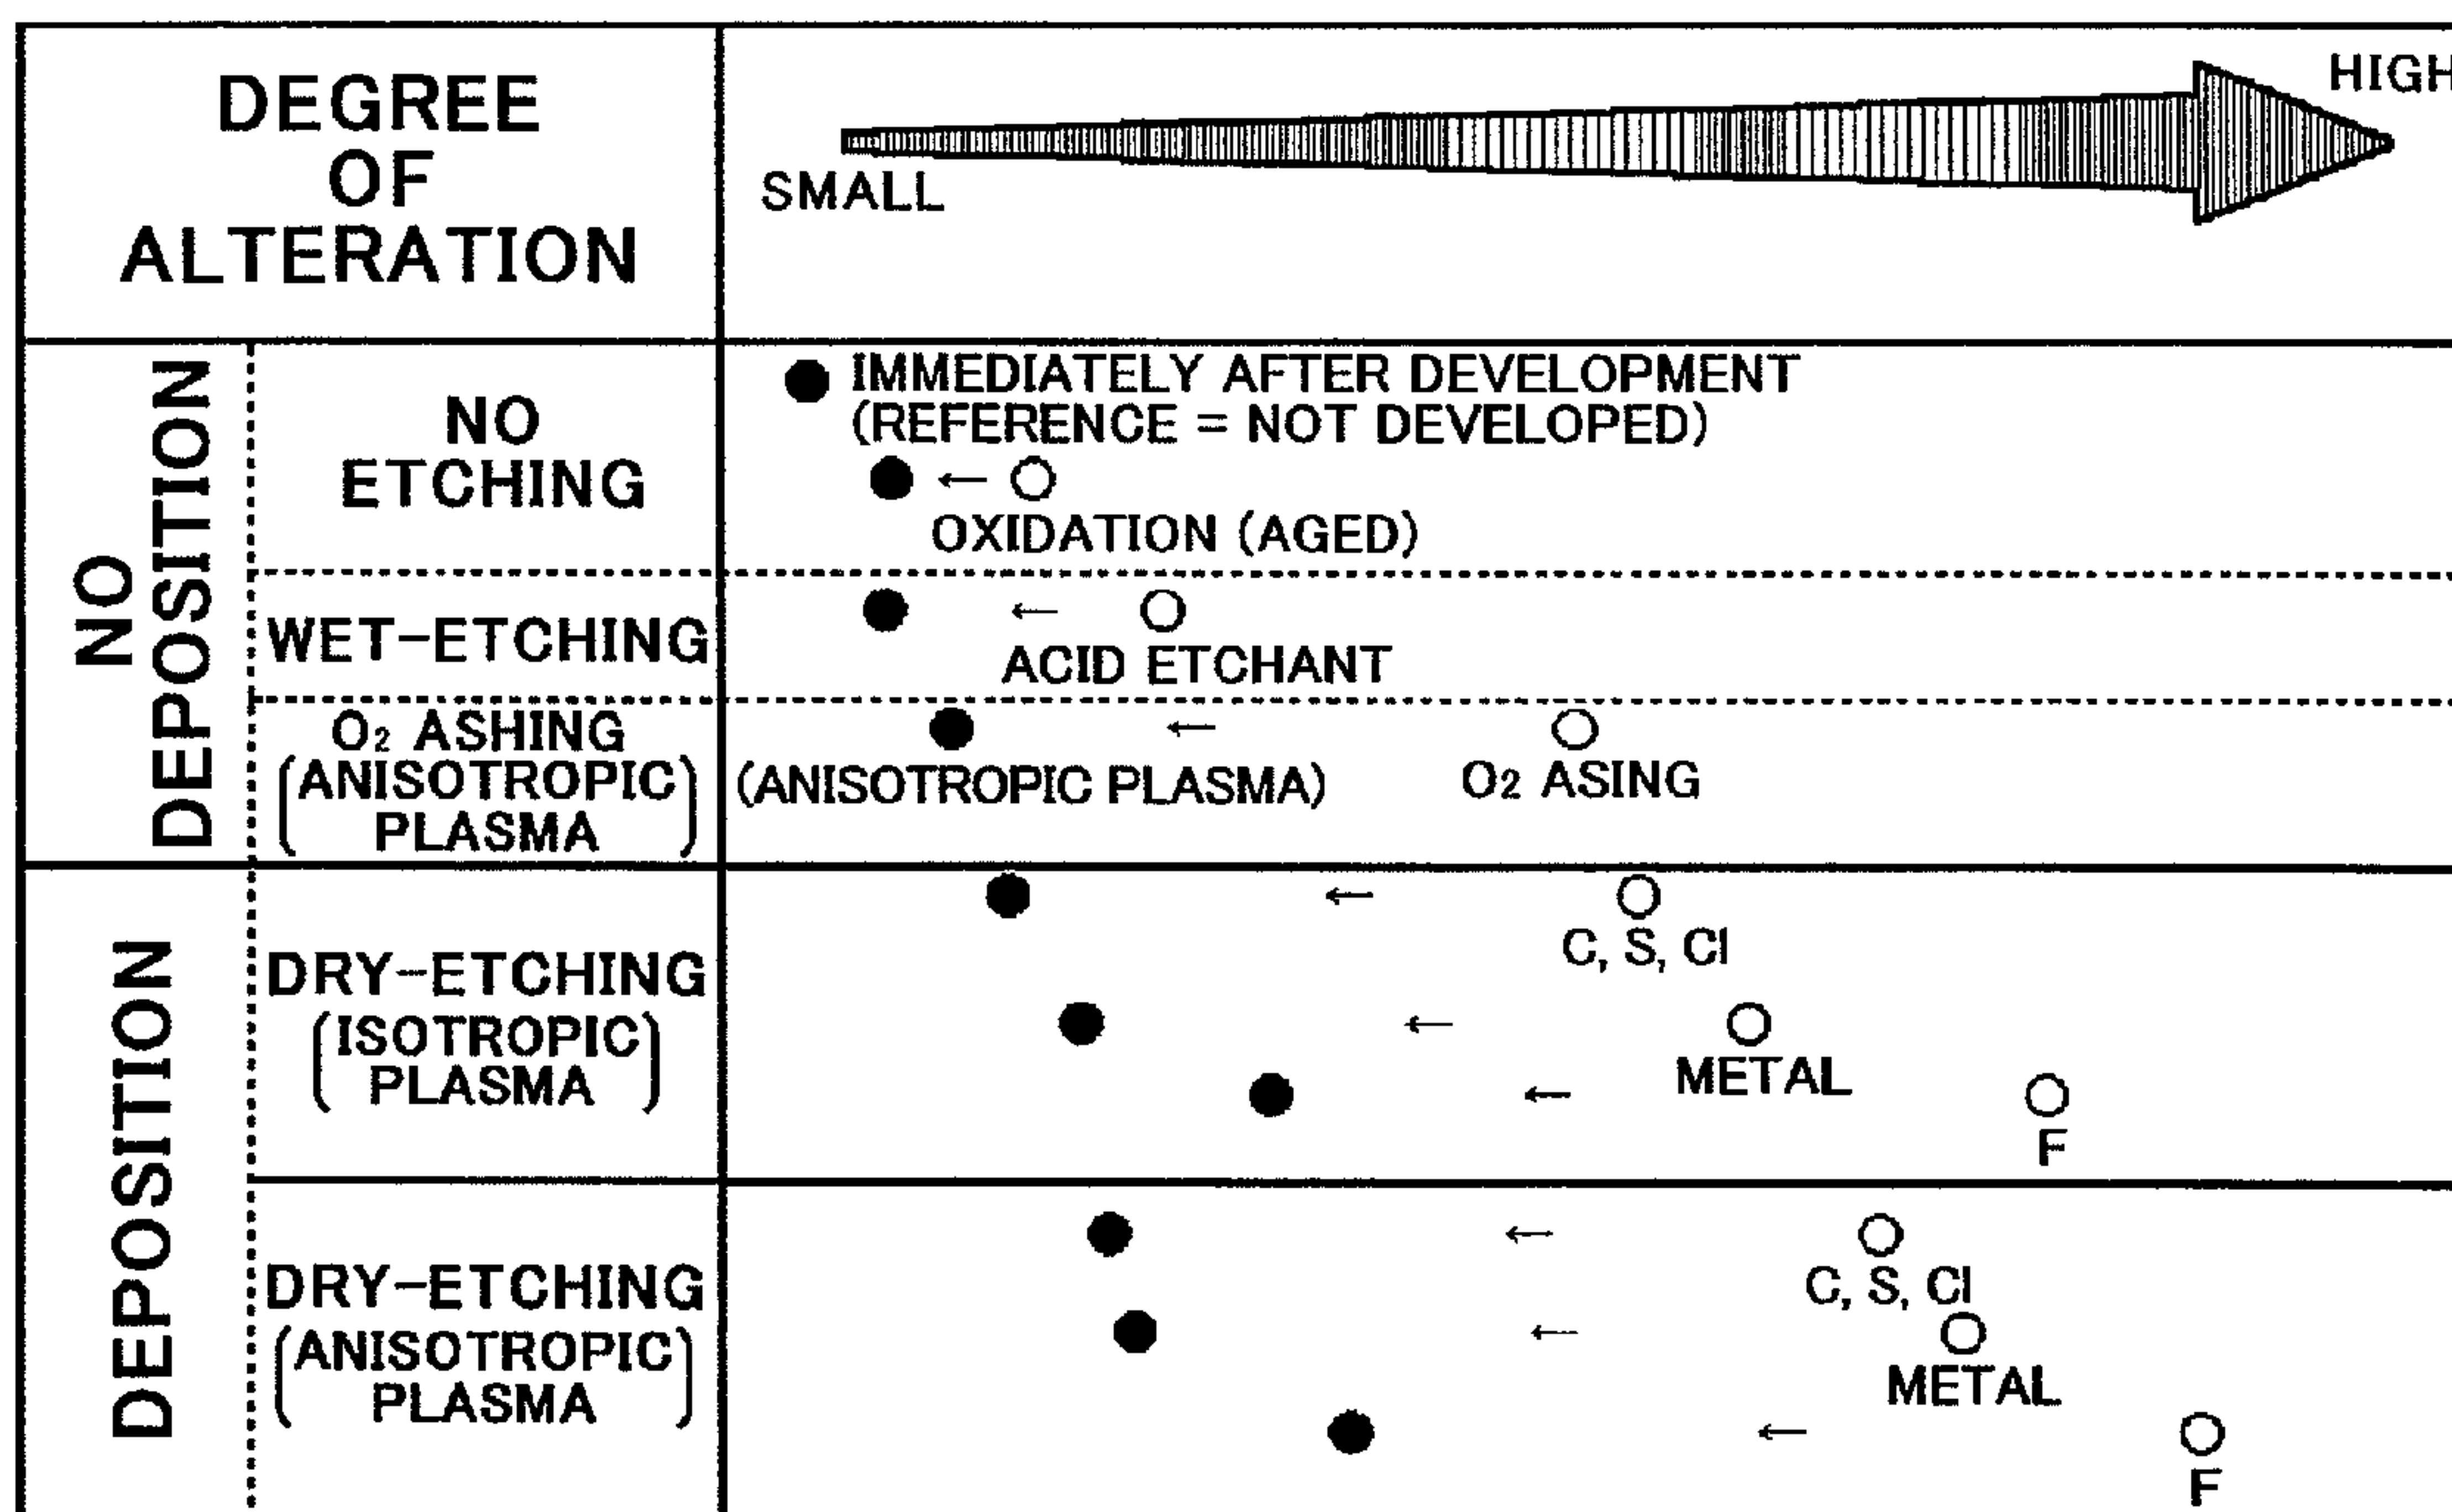 DEGREE
OF
ALTERATION
HIGH
SMALL
NO
DEPOSITION
NO
ETCHING
IMMEDIATELY AFTER DEVELOPMENT
(REFERENCE = NOT DEVELOPED)
←
OXIDATION (AGED)
WET-ETCHING
←
ACID ETCHANT
O₂ ASHING
(ANISOTROPIC
PLASMA)
←
(ANISOTROPIC PLASMA)
O₂ ASING
DEPOSITION
DRY-ETCHING
(ISOTROPIC
PLASMA)
←
C, S, Cl
←
METAL
←
F
DRY-ETCHING
(ANISOTROPIC
PLASMA)
←
C, S, Cl
←
METAL
←
F